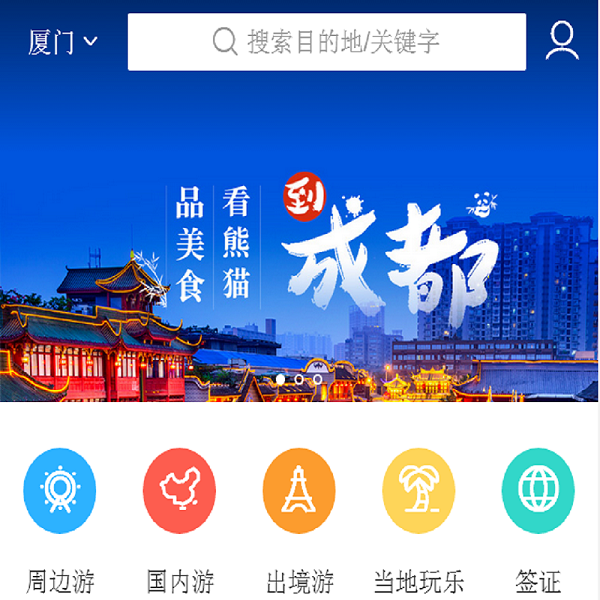 厦门
搜索目的地/关键字
到
成都
看熊猫
品美食
周边游
国内游
出境游
当地玩乐
签证